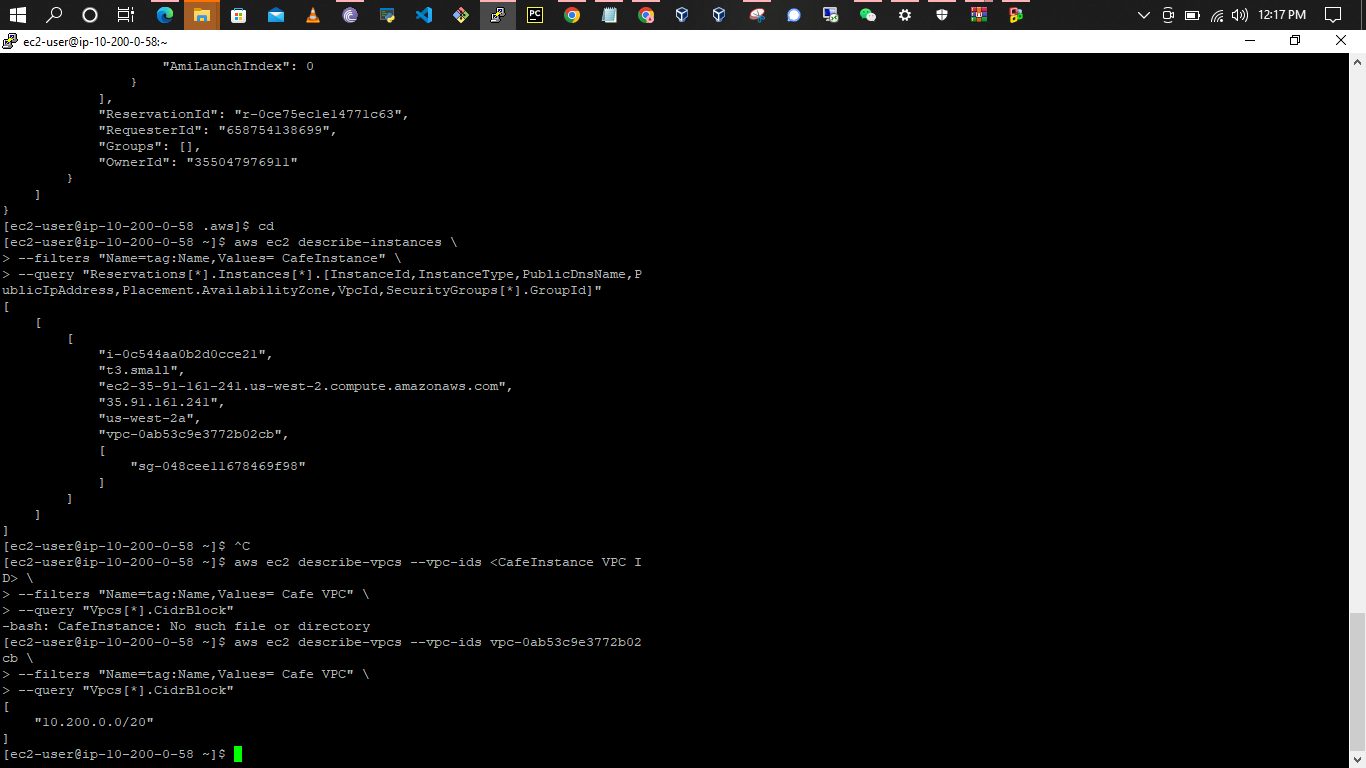 12:17 PM
ec2-user@ip-10-200-0-58:~
"AmiLaunchIndex": 0
}
],
"ReservationId": "r-0ce75ec1e14771c63",
"RequesterId": "658754138699",
"Groups": [],
"OwnerId": "355047976911"
}
]
}
[ec2-user@ip-10-200-0-58 .aws]$ cd
[ec2-user@ip-10-200-0-58 ~]$ aws ec2 describe-instances \
> --filters "Name=tag:Name,Values= CafeInstance" \
> --query "Reservations[*].Instances[*].[InstanceId,InstanceType,PublicDnsName,P
ublicIpAddress,Placement.AvailabilityZone,VpcId,SecurityGroups[*].GroupId]"
[
[
[
"i-0c544aa0b2d0cce21",
"t3.small",
"ec2-35-91-161-241.us-west-2.compute.amazonaws.com",
"35.91.161.241",
"us-west-2a",
"vpc-0ab53c9e3772b02cb",
[
"sg-048cee11678469f98"
]
]
]
]
[ec2-user@ip-10-200-0-58 ~]$ ^C
[ec2-user@ip-10-200-0-58 ~]$ aws ec2 describe-vpcs --vpc-ids <CafeInstance VPC I
D> \
> --filters "Name=tag:Name,Values= Cafe VPC" \
> --query "Vpcs[*].CidrBlock"
-bash: CafeInstance: No such file or directory
[ec2-user@ip-10-200-0-58 ~]$ aws ec2 describe-vpcs --vpc-ids vpc-0ab53c9e3772b02
cb \
> --filters "Name=tag:Name,Values= Cafe VPC" \
> --query "Vpcs[*].CidrBlock"
[
"10.200.0.0/20"
]
[ec2-user@ip-10-200-0-58 ~]$